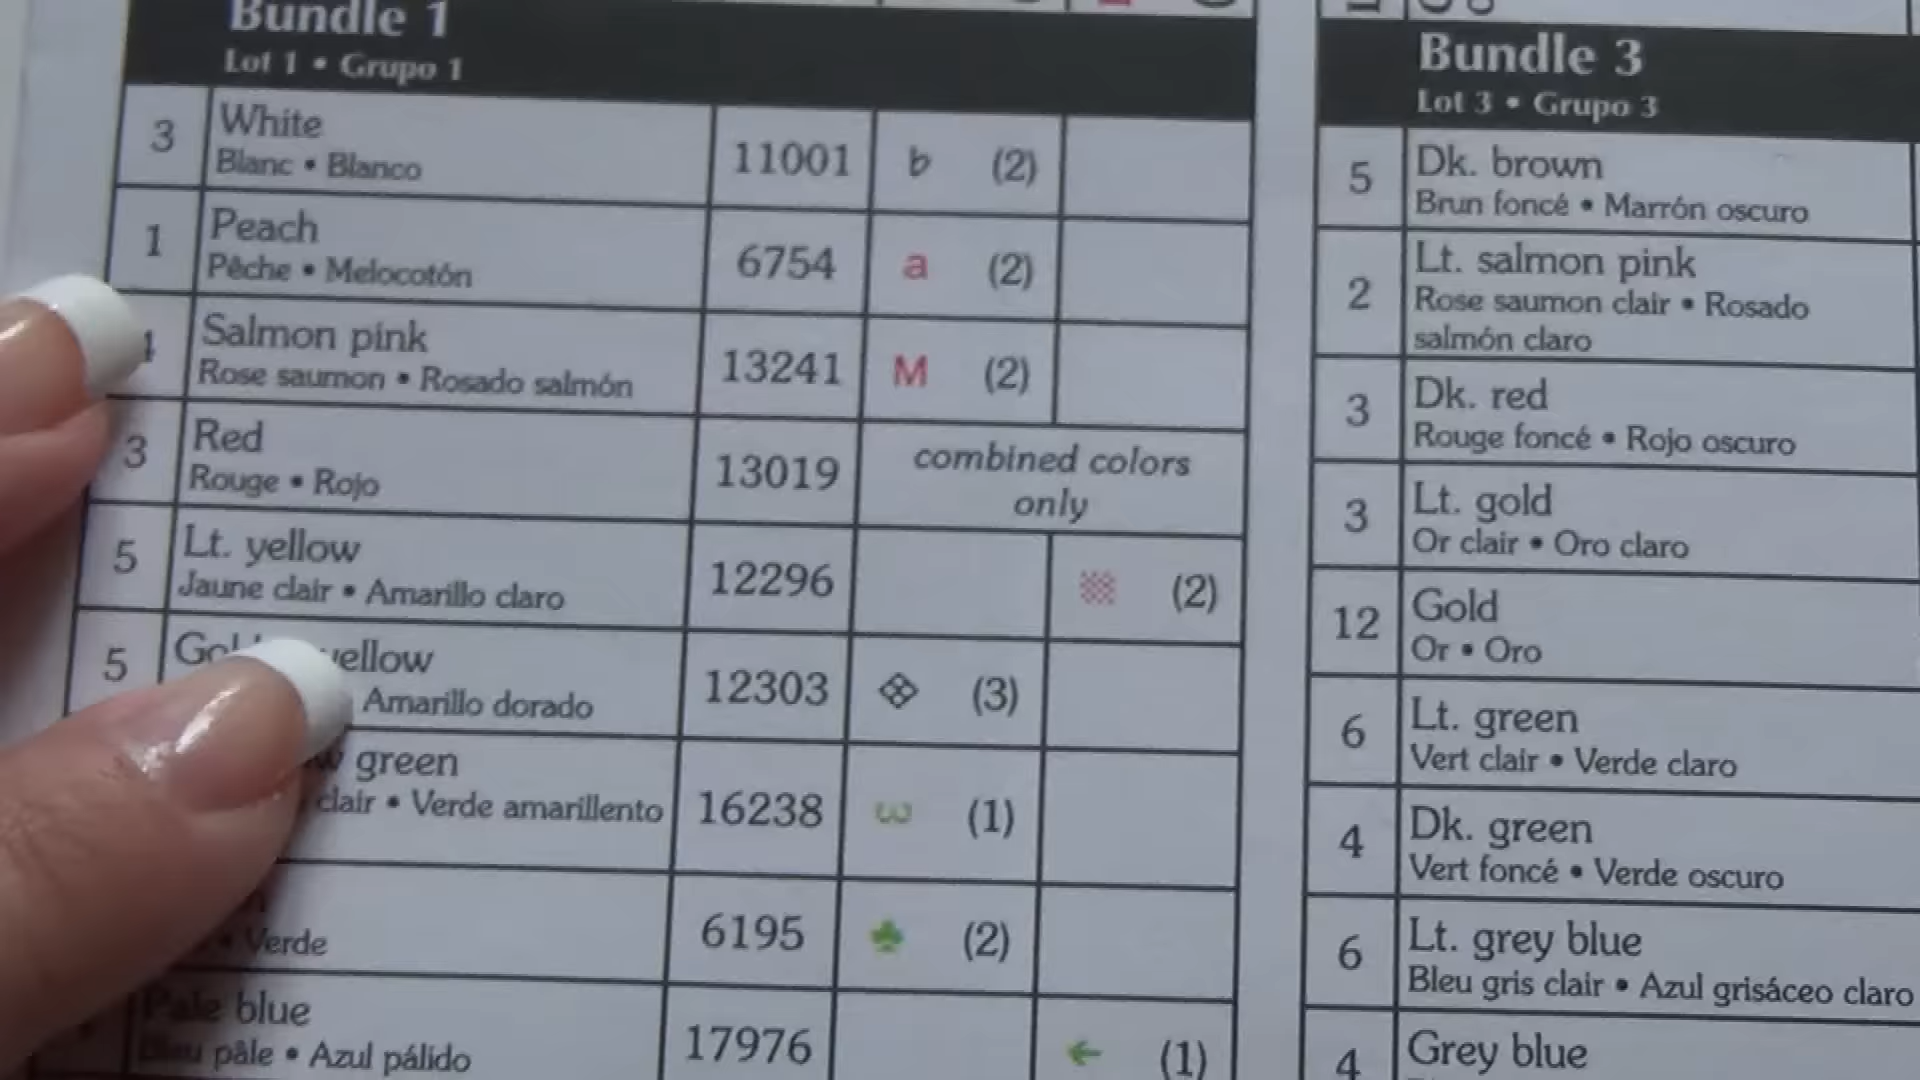 Bundle 1
Lot 1 • Grupo 1
3 White 11001 b (2)
Blanc • Blanco
1 Peach 6754 a (2)
Pêche • Melocotón
Salmon pink 13241 M (2)
Rose saumon • Rosado salmón
3 Red 13019 combined colors
Rouge • Rojo only
5 Lt. yellow 12296 (2)
Jaune clair • Amarillo claro
5 yellow 12303 (3)
Amarillo dorado
green 16238 (1)
clair • Verde amarillento
6195 ♣ (2)
• Verde
Pale blue 17976 ← (1)
pâle • Azul pálido
Bundle 3
Lot 3 • Grupo 3
5 Dk. brown
Brun foncé • Marrón oscuro
2 Lt. salmon pink
Rose saumon clair • Rosado
salmón claro
3 Dk. red
Rouge foncé • Rojo oscuro
3 Lt. gold
Or clair • Oro claro
12 Gold
Or • Oro
6 Lt. green
Vert clair • Verde claro
4 Dk. green
Vert foncé • Verde oscuro
6 Lt. grey blue
Bleu gris clair • Azul grisáceo claro
4 Grey blue